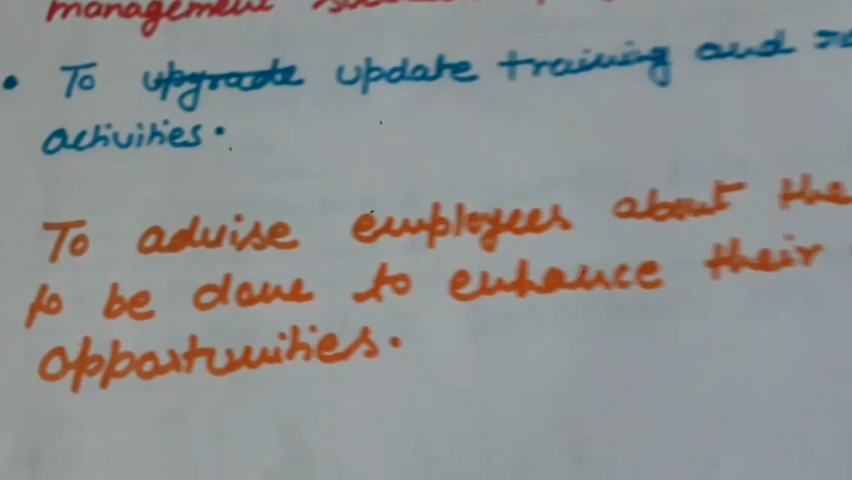 management
• To upgrade update training and
activities.
To advise employees about the
to be done to enhance their
opportunities.